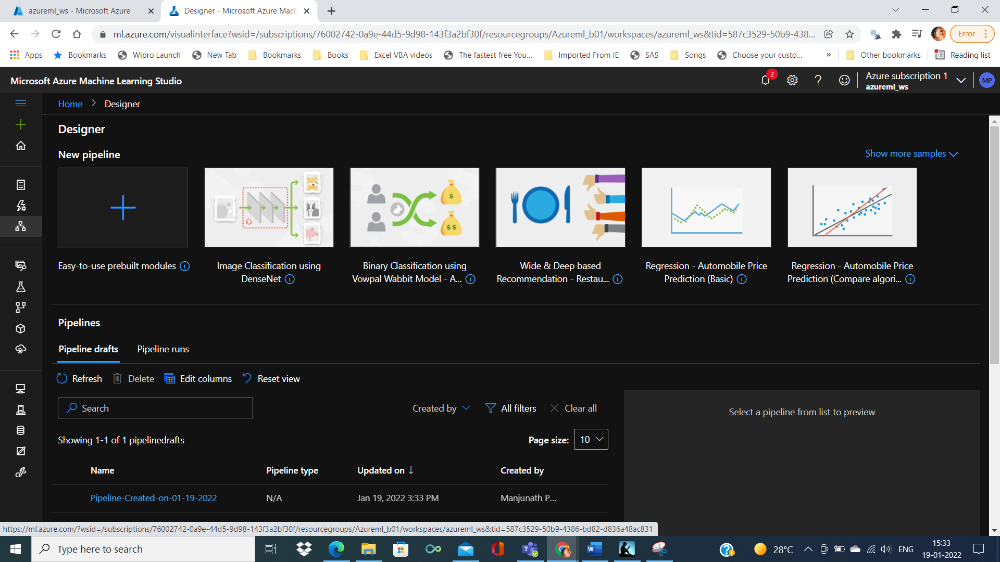 azureml_ws - Microsoft Azure
Designer - Microsoft Azure Mach
ml.azure.com/visualinterface?wsid=/subscriptions/76002742-0a9e-44d5-9d98-143f3a2bf30f/resourcegroups/Azureml_b01/workspaces/azureml_ws&tid=587c3529-50b9-438...
Error
Apps Bookmarks Wipro Launch New Tab Bookmarks Books Excel VBA videos The fastest free You... Imported From IE SAS Songs Choose your custo... » Other bookmarks Reading list
Microsoft Azure Machine Learning Studio
2
Azure subscription 1
azureml_ws
MP
Home > Designer
Designer
New pipeline
Show more samples
Easy-to-use prebuilt modules
Image Classification using
DenseNet
Binary Classification using
Vowpal Wabbit Model - A...
Wide & Deep based
Recommendation - Restau...
Regression - Automobile Price
Prediction (Basic)
Regression - Automobile Price
Prediction (Compare algori...
$
$ $
Pipelines
Pipeline drafts Pipeline runs
Refresh Delete Edit columns Reset view
Search
Created by All filters Clear all
Select a pipeline from list to preview
Showing 1-1 of 1 pipelinedrafts
Page size: 10
Name Pipeline type Updated on ↓ Created by
Pipeline-Created-on-01-19-2022 N/A Jan 19, 2022 3:33 PM Manjunath P...
https://ml.azure.com/?wsid=/subscriptions/76002742-0a9e-44d5-9d98-143f3a2bf30f/resourcegroups/Azureml_b01/workspaces/azureml_ws&tid=587c3529-50b9-4386-bd82-d836a48ac831
Type here to search
28°C
ENG
15:33
19-01-2022